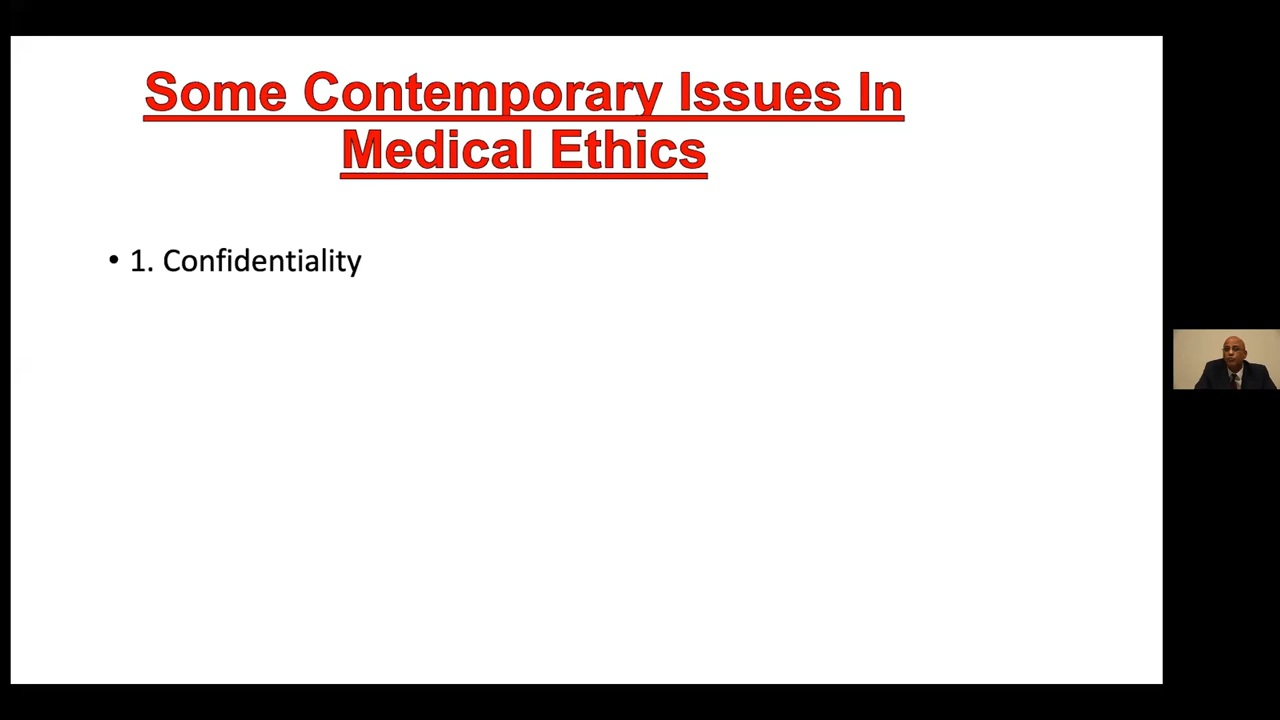 Some Contemporary Issues In
Medical Ethics
• 1. Confidentiality